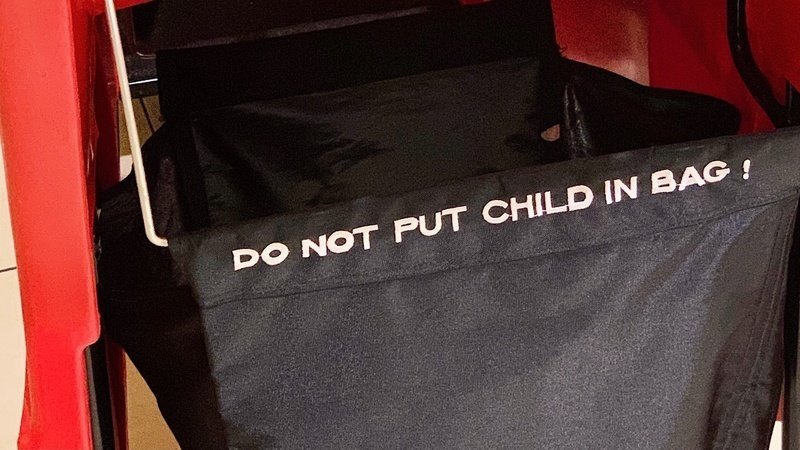 DO NOT PUT CHILD IN BAG !